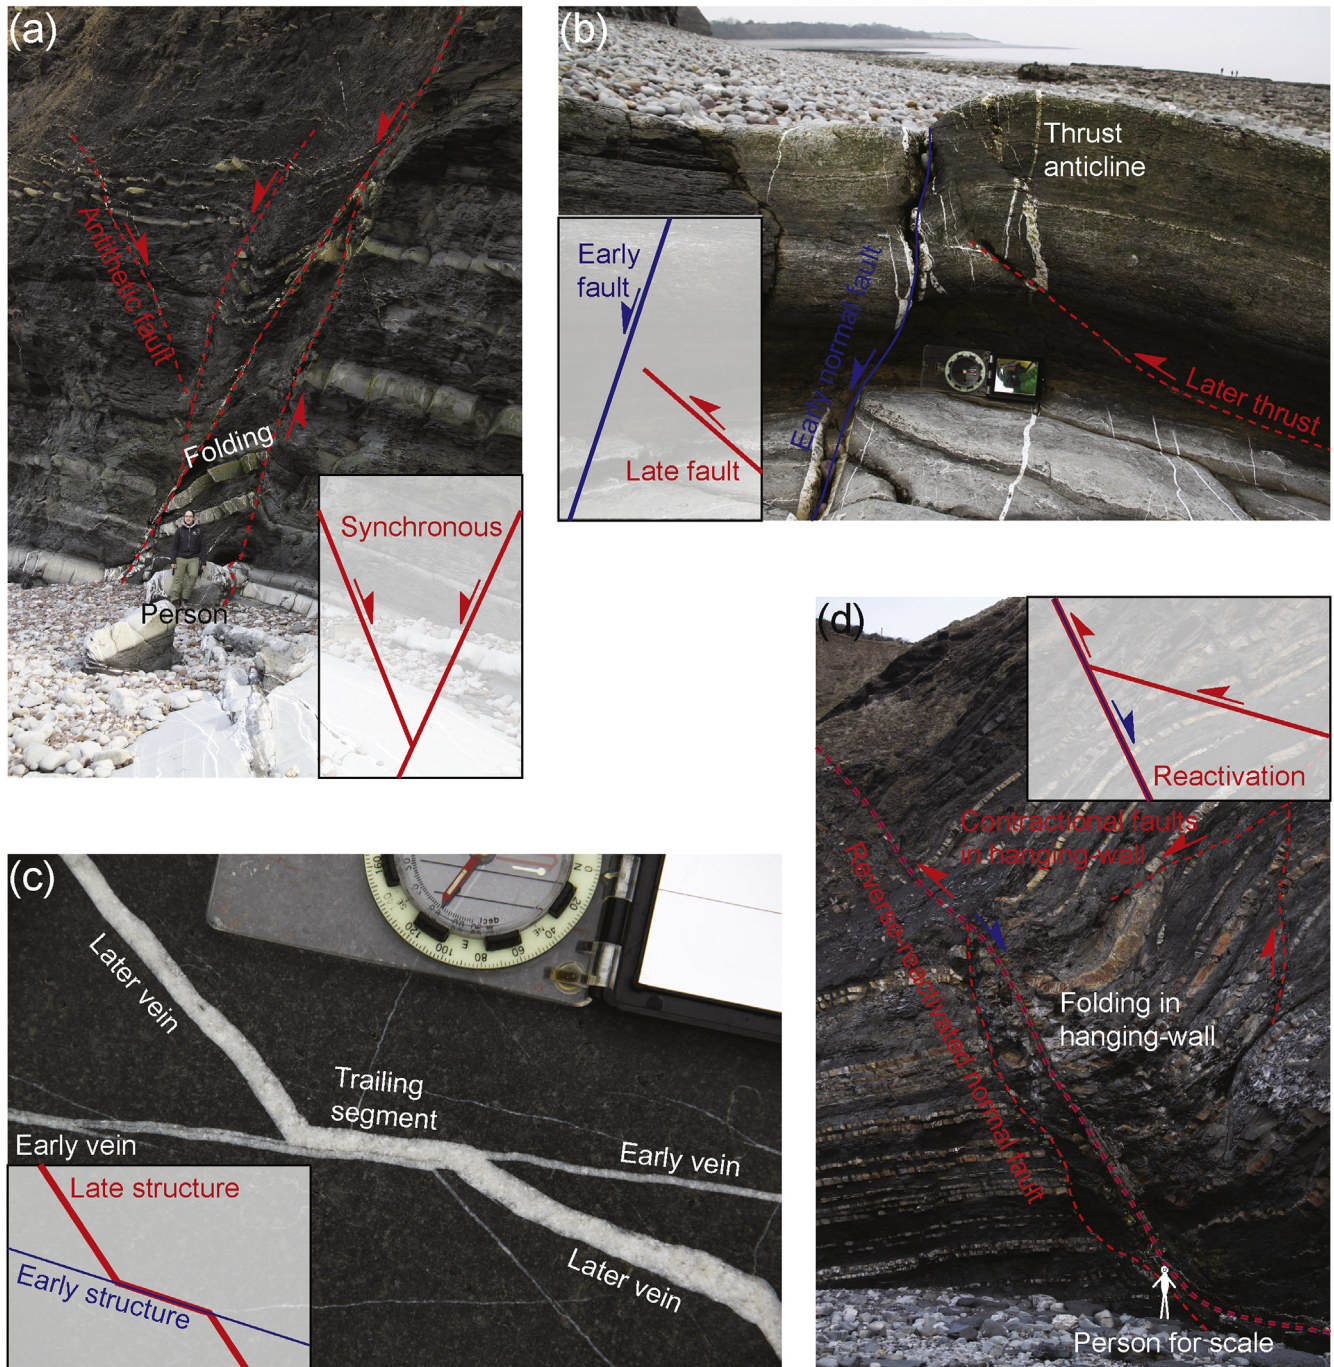 (a)
Antithetic fault
Folding
Person
Synchronous
(b)
Thrust
anticline
Early normal fault
Later thrust
Early
fault
Late fault
(c)
Later vein
Trailing
segment
Early vein
Early vein
Later vein
Late structure
Early structure
(d)
Reactivation
Contractional faults
in hanging-wall
Reverse-reactivated normal fault
Folding in
hanging-wall
Person for scale